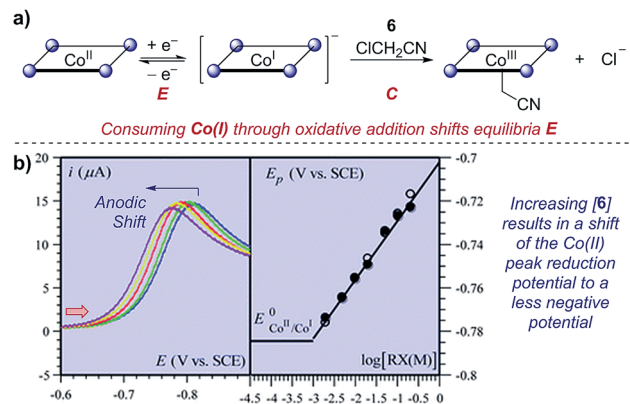 a)
Co^II
+ e⁻
− e⁻
E
Co^I
−
6
ClCH₂CN
C
Co^III
CN
+ Cl⁻
Consuming Co(I) through oxidative addition shifts equilibria E
b)
20
15
10
5
0
-5
i (μA)
Anodic
Shift
E (V vs. SCE)
-0.6
-0.7
-0.8
-0.9
E_p (V vs. SCE)
E⁰ Co^II/Co^I
log[RX(M)]
-4.5 -4 -3.5 -3 -2.5 -2 -1.5 -1 -0.5 0
-0.7
-0.72
-0.74
-0.76
-0.78
-0.8
Increasing [6]
results in a shift
of the Co(II)
peak reduction
potential to a
less negative
potential